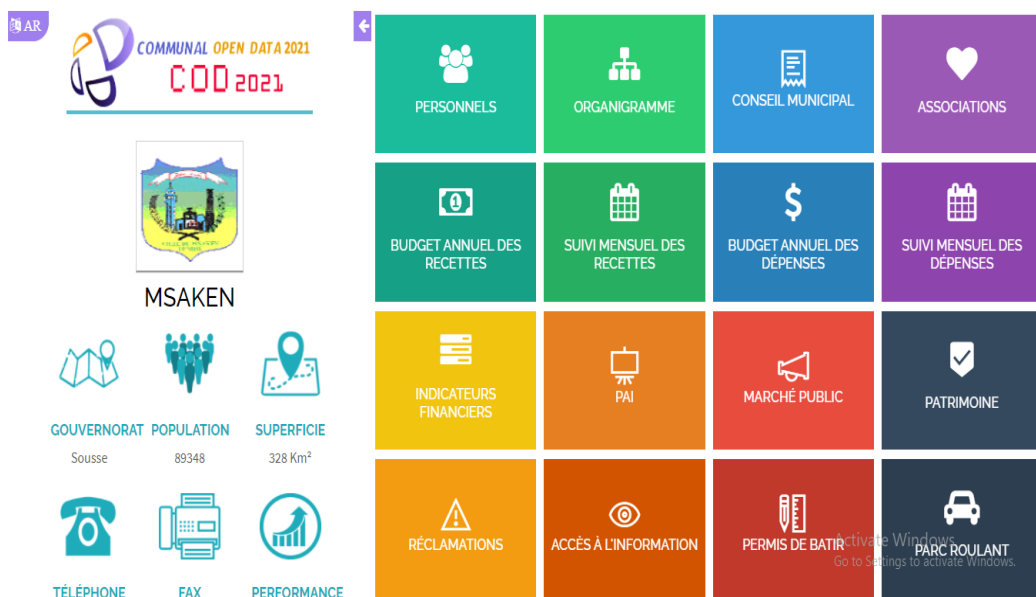 AR
COMMUNAL OPEN DATA 2021
COD 2021
MSAKEN
GOUVERNORAT POPULATION SUPERFICIE
Sousse 89348 328 Km²
TÉLÉPHONE FAX PERFORMANCE
PERSONNELS
ORGANIGRAMME
CONSEIL MUNICIPAL
ASSOCIATIONS
BUDGET ANNUEL DES
RECETTES
SUIVI MENSUEL DES
RECETTES
BUDGET ANNUEL DES
DÉPENSES
SUIVI MENSUEL DES
DÉPENSES
INDICATEURS
FINANCIERS
PAI
MARCHÉ PUBLIC
PATRIMOINE
RÉCLAMATIONS
ACCÈS À L'INFORMATION
PERMIS DE BATIR
PARC ROULANT
Activate Windows
Go to Settings to activate Windows.